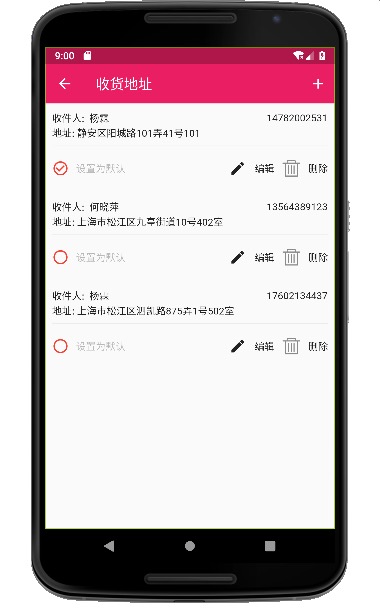 9:00
收货地址
收件人: 杨霖 14782002531
地址: 静安区阳城路101弄41号101
设置为默认 编辑 删除
收件人: 何晓萍 13564389123
地址: 上海市松江区九亭街道10号402室
设置为默认 编辑 删除
收件人: 杨霖 17602134437
地址: 上海市松江区泗凯路875弄1号502室
设置为默认 编辑 删除